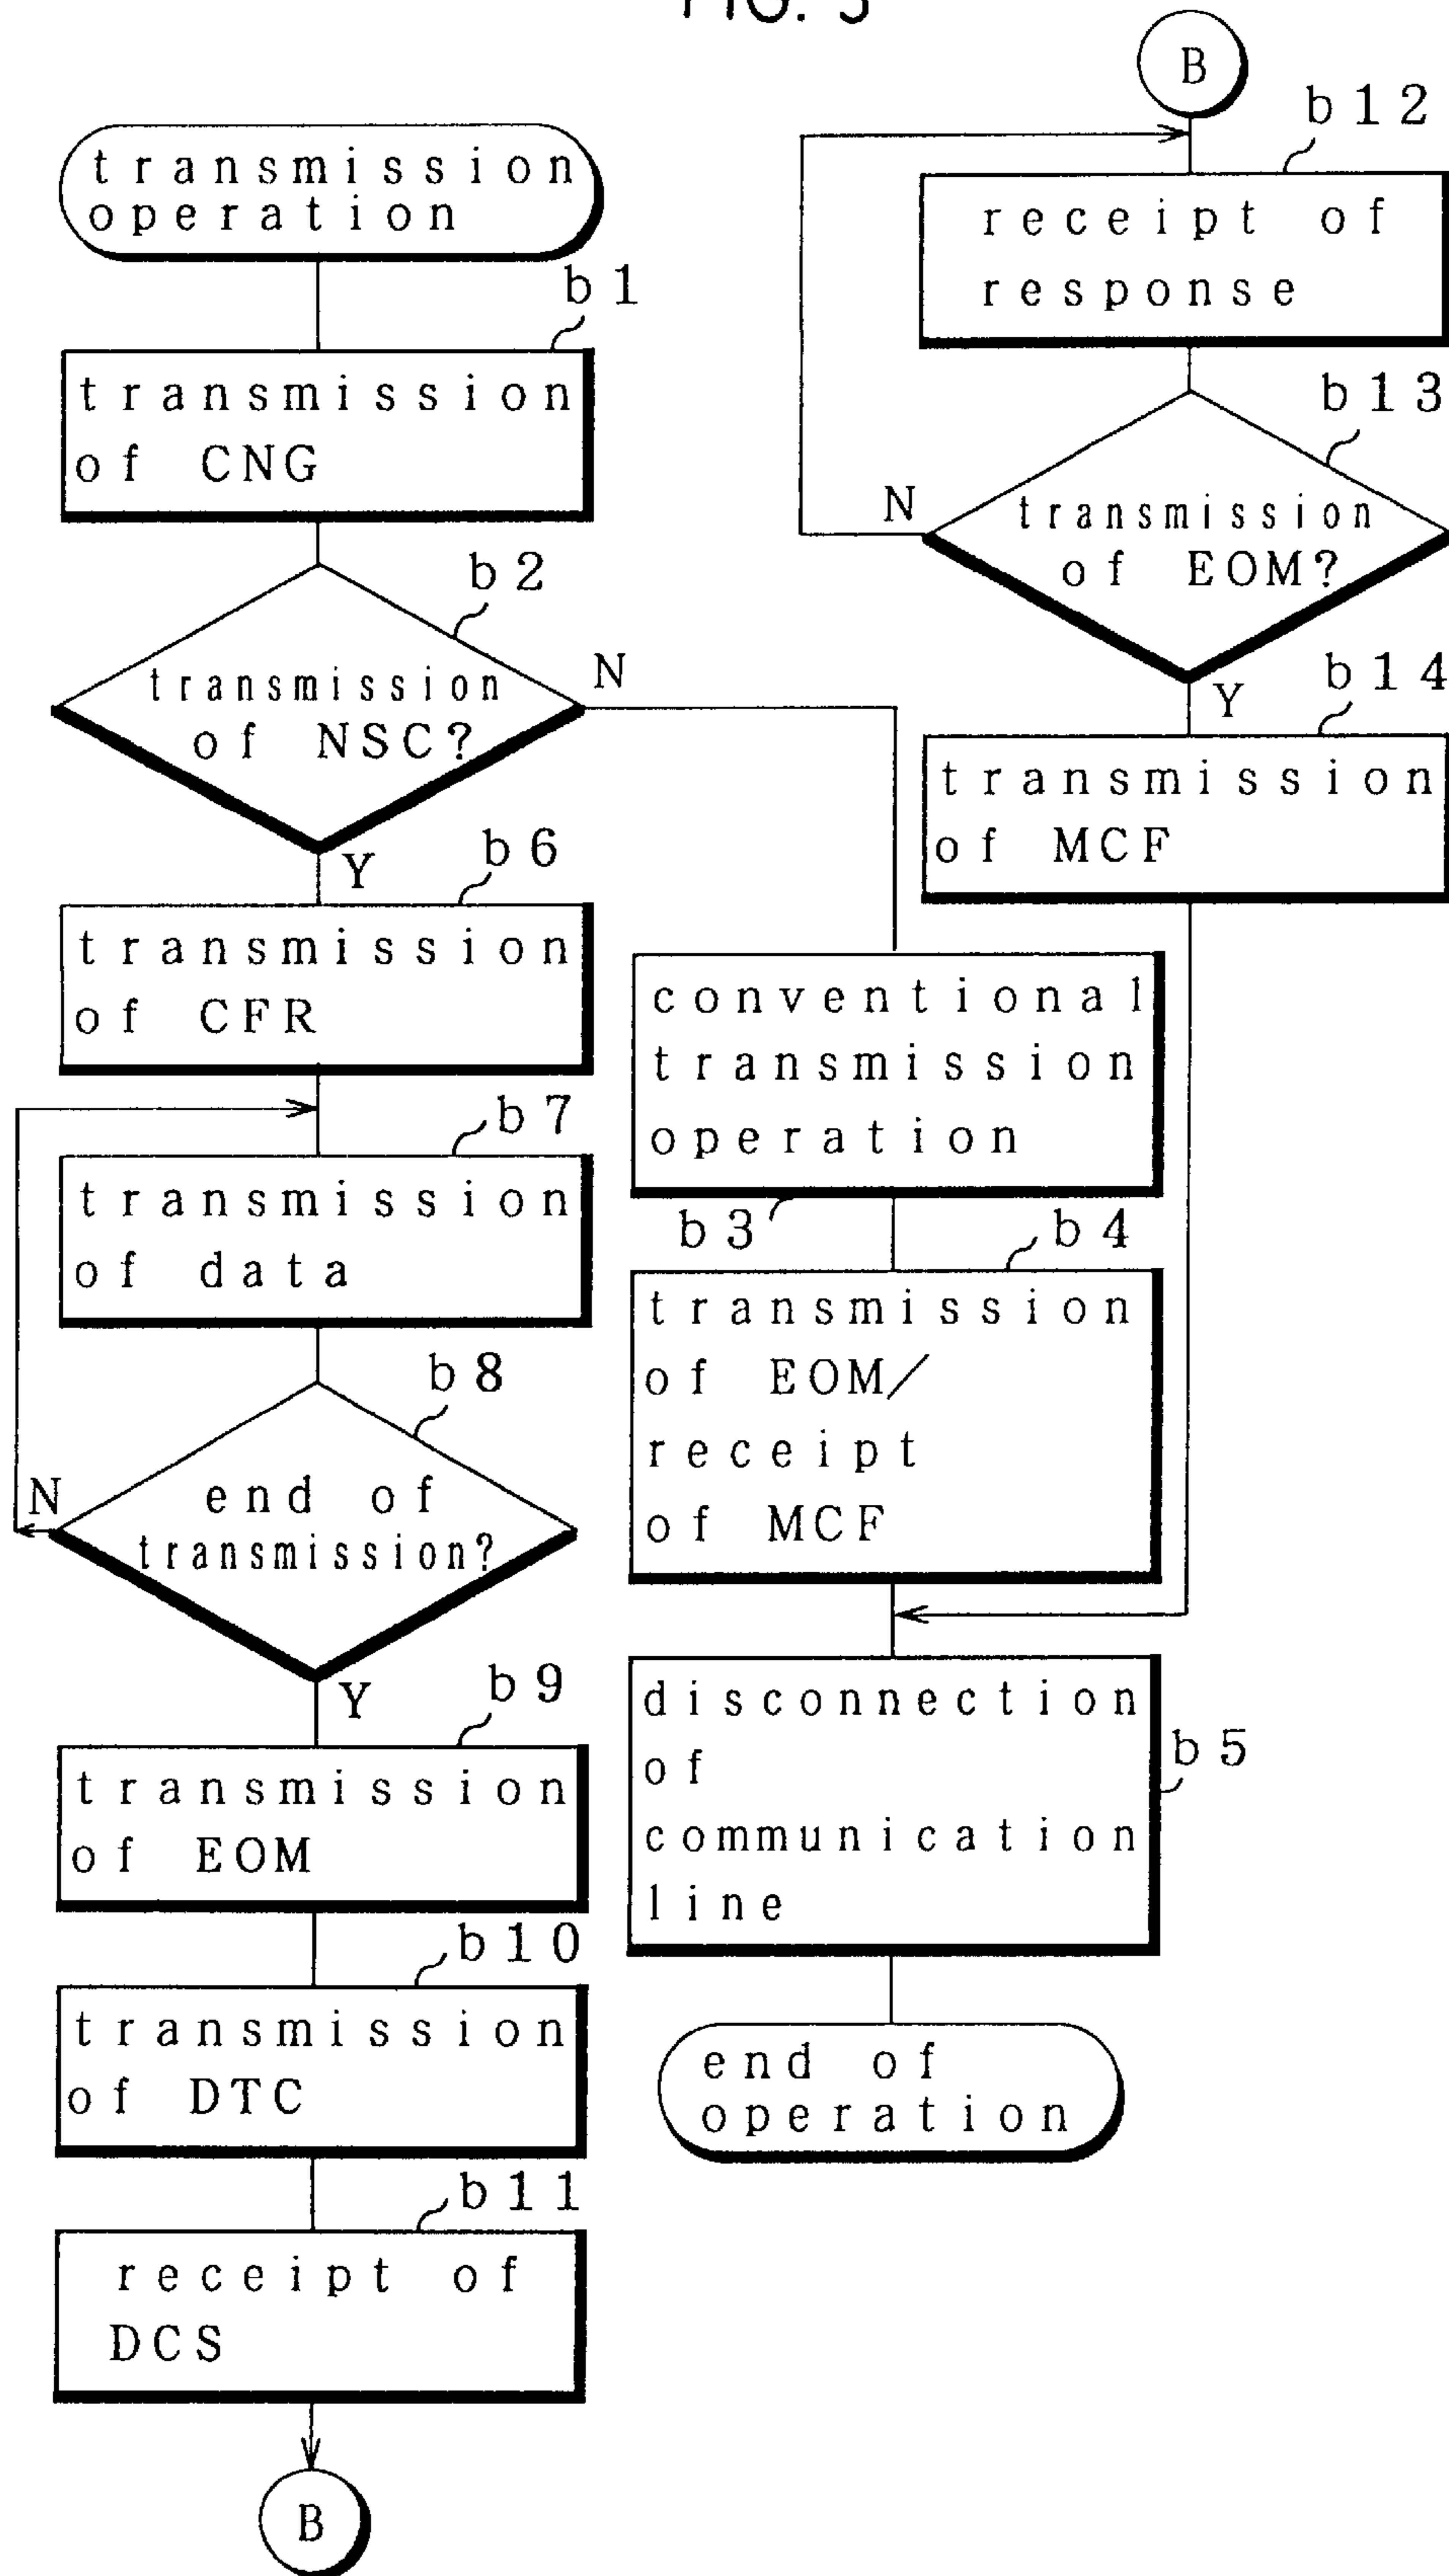 FIG. 5
transmission
operation
b1
transmission
of CNG
b2
transmission
of NSC?
N
Y
b6
transmission
of CFR
b7
transmission
of data
b8
end of
transmission?
N
Y
b9
transmission
of EOM
b10
transmission
of DTC
b11
receipt of
DCS
B
B
b12
receipt of
response
b13
transmission
of EOM?
N
Y
b14
transmission
of MCF
conventional
transmission
operation
b3
b4
transmission
of EOM/
receipt
of MCF
disconnection
of
communication
line
b5
end of
operation